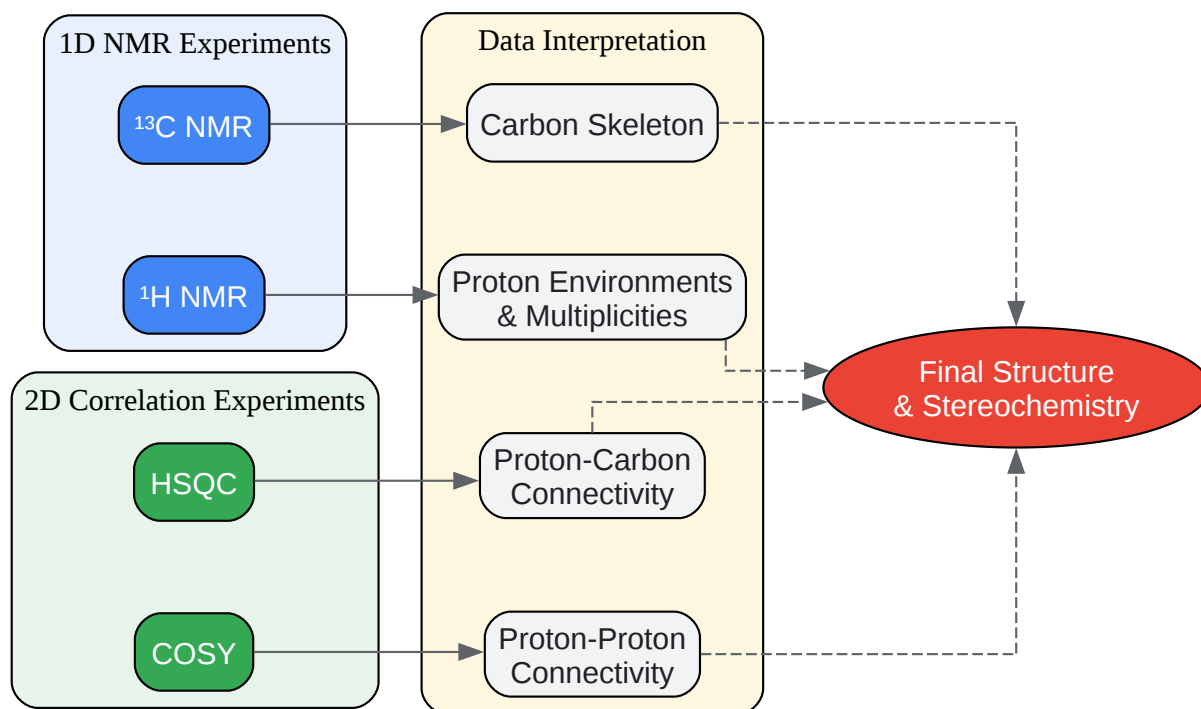 1D NMR Experiments
¹³C NMR
¹H NMR
2D Correlation Experiments
HSQC
COSY
Data Interpretation
Carbon Skeleton
Proton Environments
& Multiplicities
Proton-Carbon
Connectivity
Proton-Proton
Connectivity
Final Structure
& Stereochemistry